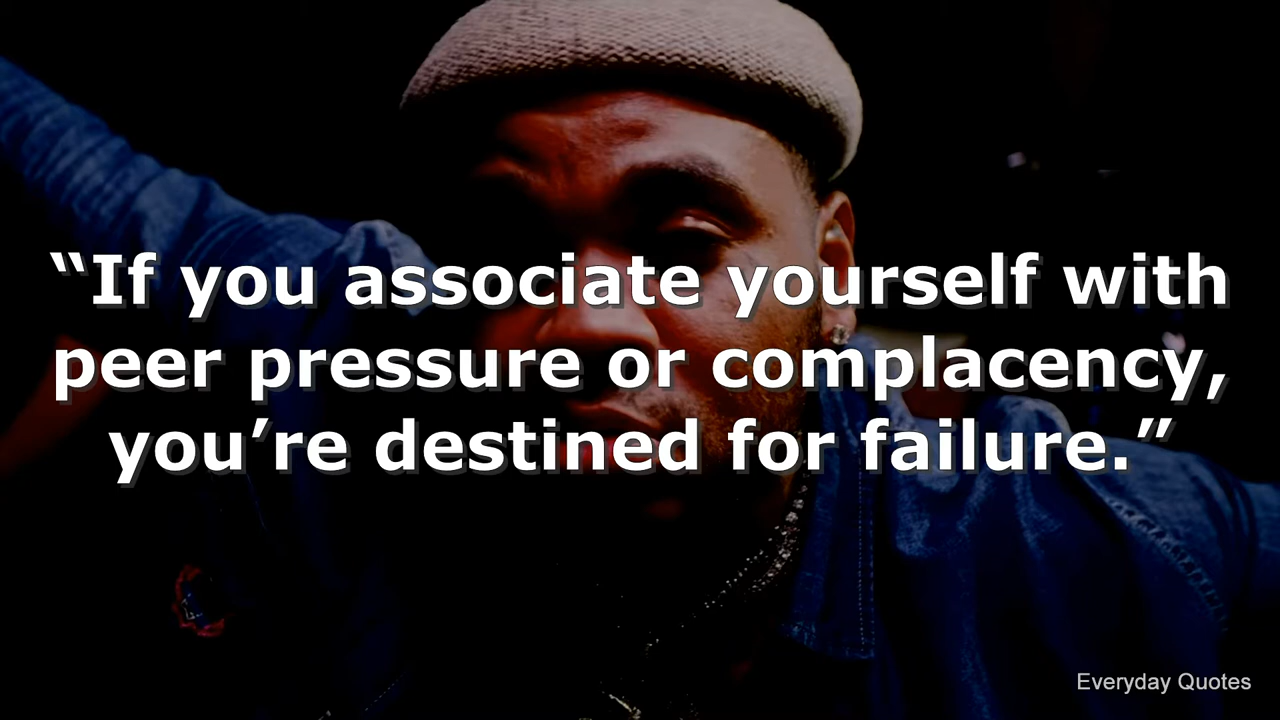 “If you associate yourself with
peer pressure or complacency,
you’re destined for failure.”
Everyday Quotes